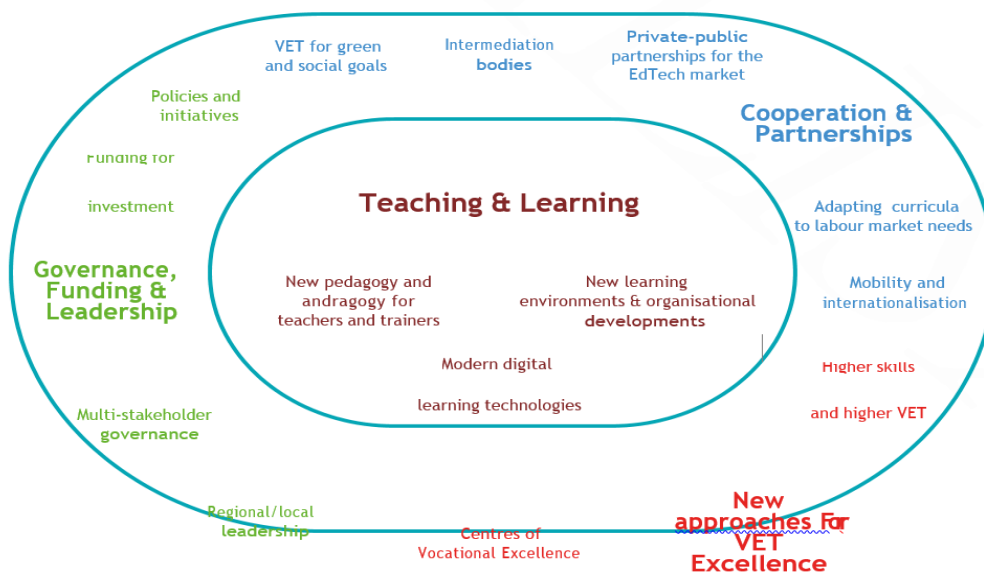 VET for green
and social goals
Intermediation
bodies
Private-public
partnerships for the
EdTech market
Policies and
initiatives
Cooperation &
Partnerships
Funding for
investment
Teaching & Learning
Adapting curricula
to labour market needs
Governance,
Funding &
Leadership
New pedagogy and
andragogy for
teachers and trainers
New learning
environments & organisational
developments
Mobility and
internationalisation
Modern digital
learning technologies
Higher skills
and higher VET
Multi-stakeholder
governance
Regional/local
leadership
Centres of
Vocational Excellence
New
approaches For
VET
Excellence